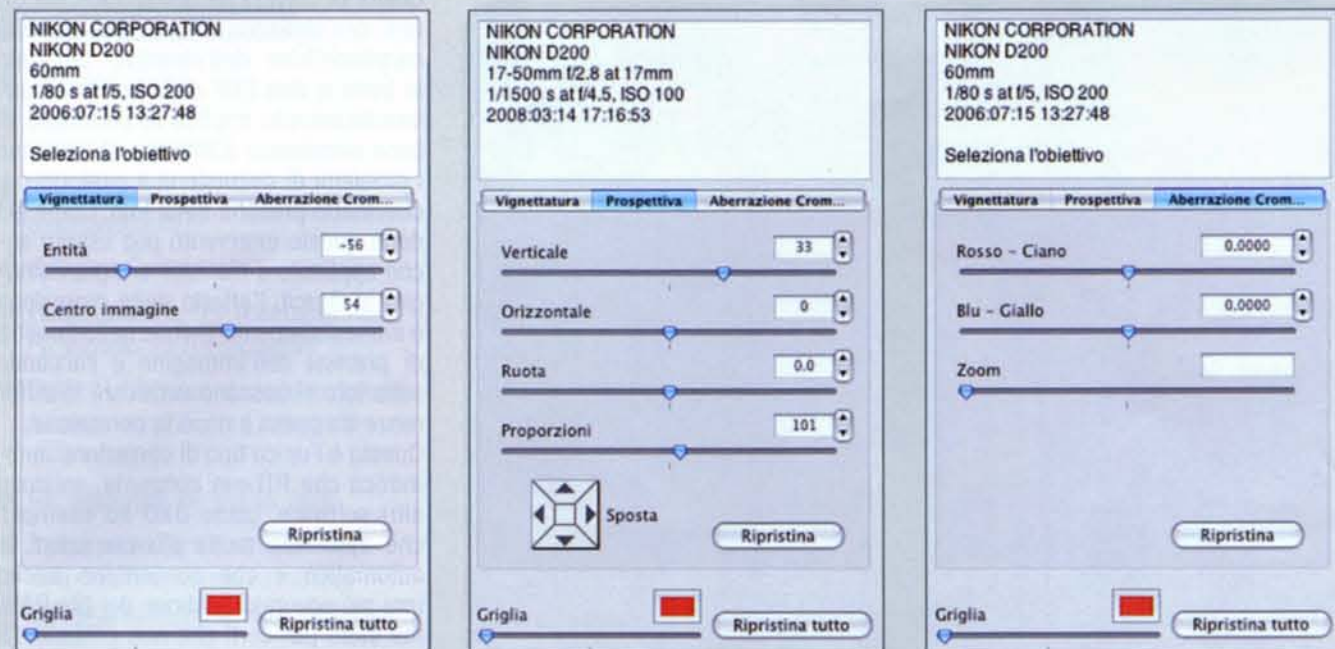 NIKON CORPORATION
NIKON D200
60mm
1/80 s at f/5, ISO 200
2006:07:15 13:27:48
Seleziona l'obiettivo
Vignettatura Prospettiva Aberrazione Crom...
Entità -56
Centro immagine 54
Ripristina
Griglia Ripristina tutto
NIKON CORPORATION
NIKON D200
17-50mm f/2.8 at 17mm
1/1500 s at f/4.5, ISO 100
2008:03:14 17:16:53
Vignettatura Prospettiva Aberrazione Crom...
Verticale 33
Orizzontale 0
Ruota 0.0
Proporzioni 101
Sposta
Ripristina
Griglia Ripristina tutto
NIKON CORPORATION
NIKON D200
60mm
1/80 s at f/5, ISO 200
2006:07:15 13:27:48
Seleziona l'obiettivo
Vignettatura Prospettiva Aberrazione Crom...
Rosso - Ciano 0.0000
Blu - Giallo 0.0000
Zoom
Ripristina
Griglia Ripristina tutto